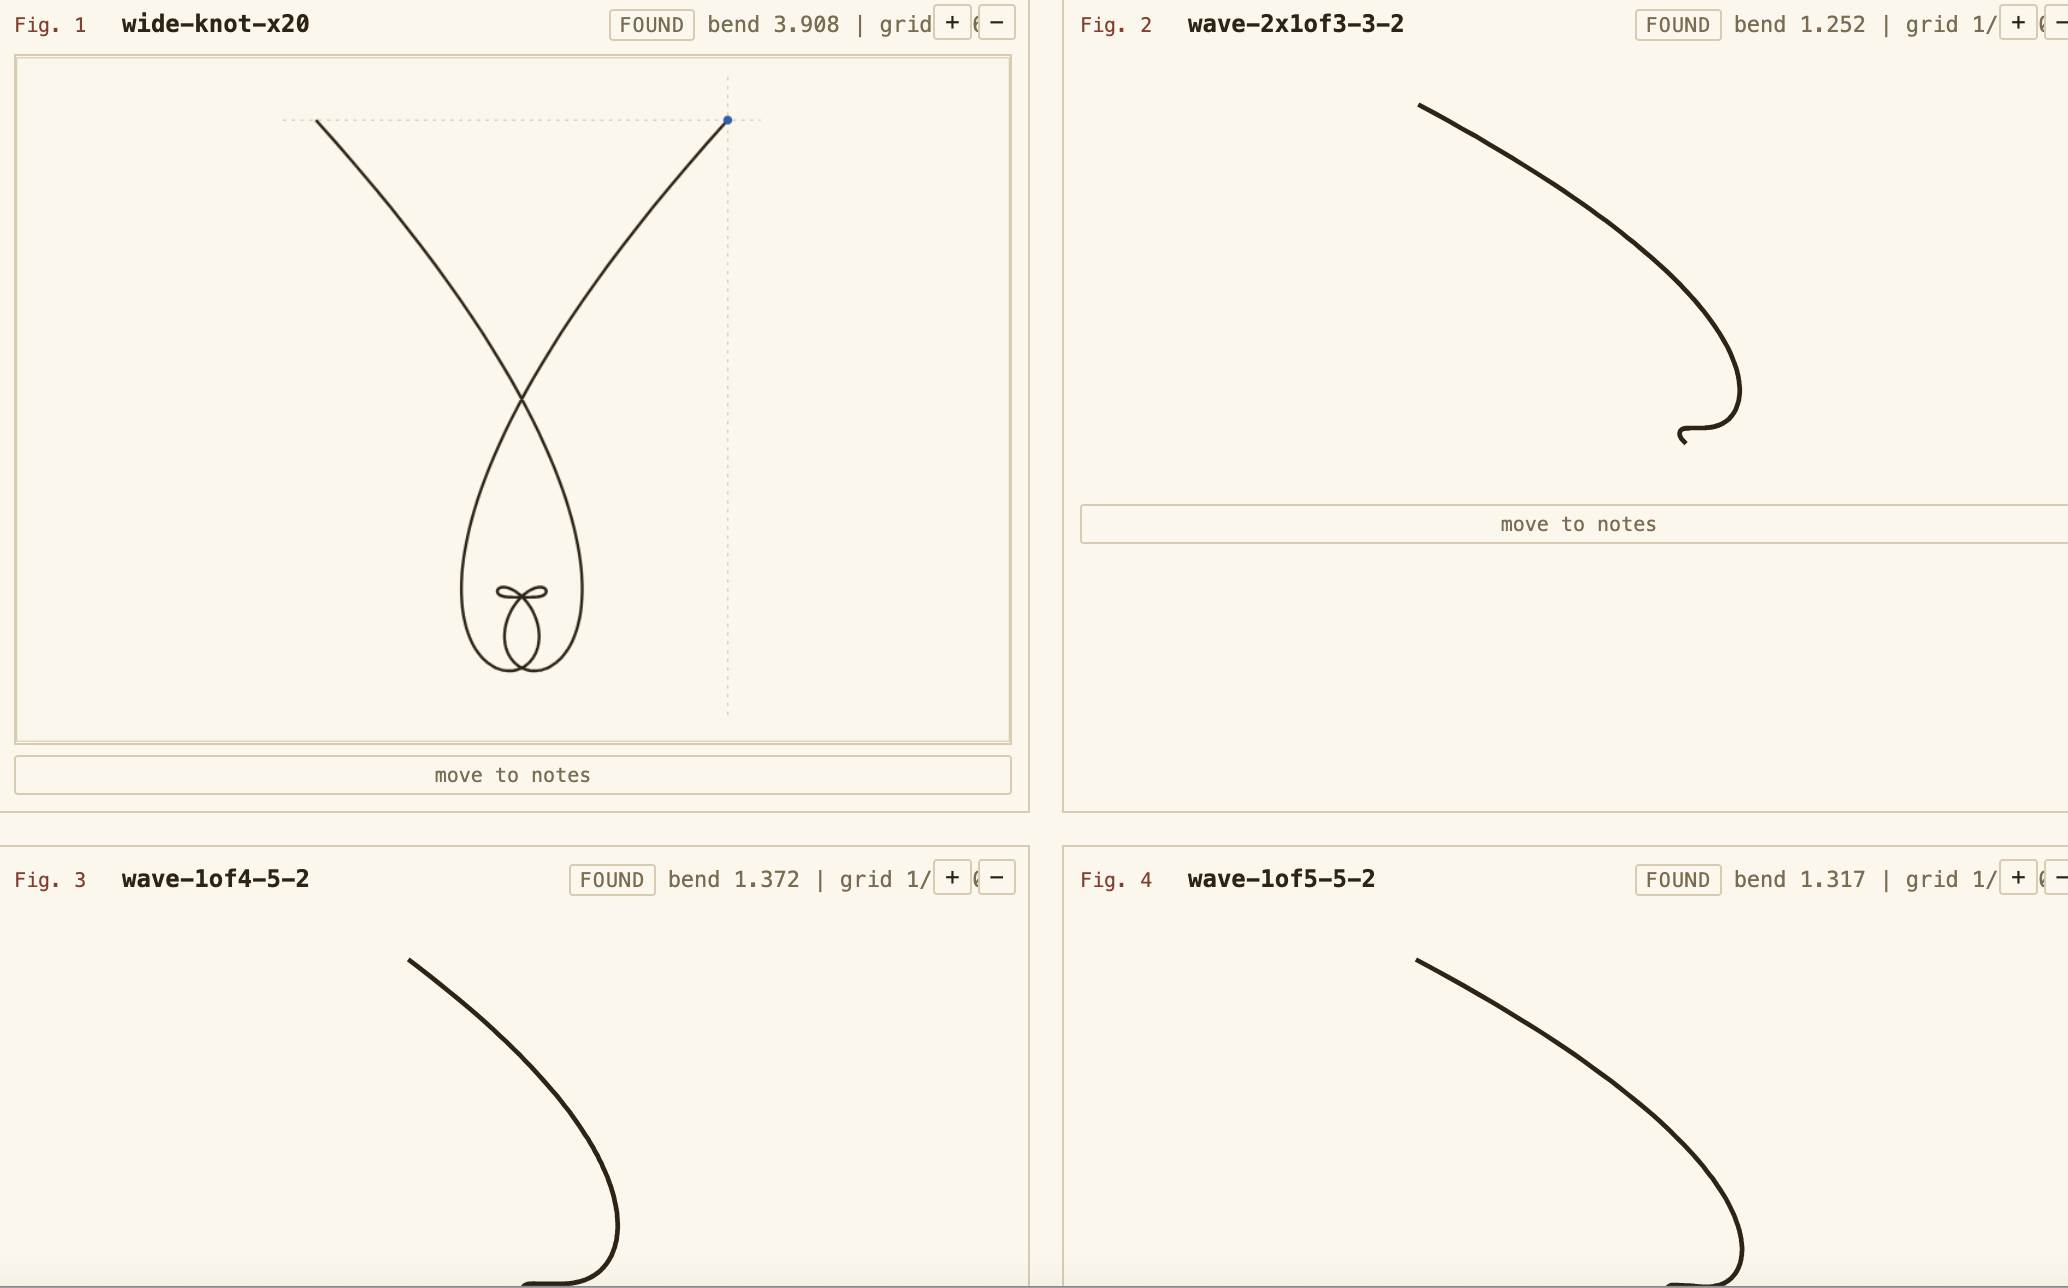 Fig. 1 wide-knot-x20 FOUND bend 3.908 | grid + −
move to notes
Fig. 2 wave-2x1of3-3-2 FOUND bend 1.252 | grid 1/ + −
move to notes
Fig. 3 wave-1of4-5-2 FOUND bend 1.372 | grid 1/ + −
Fig. 4 wave-1of5-5-2 FOUND bend 1.317 | grid 1/ + −